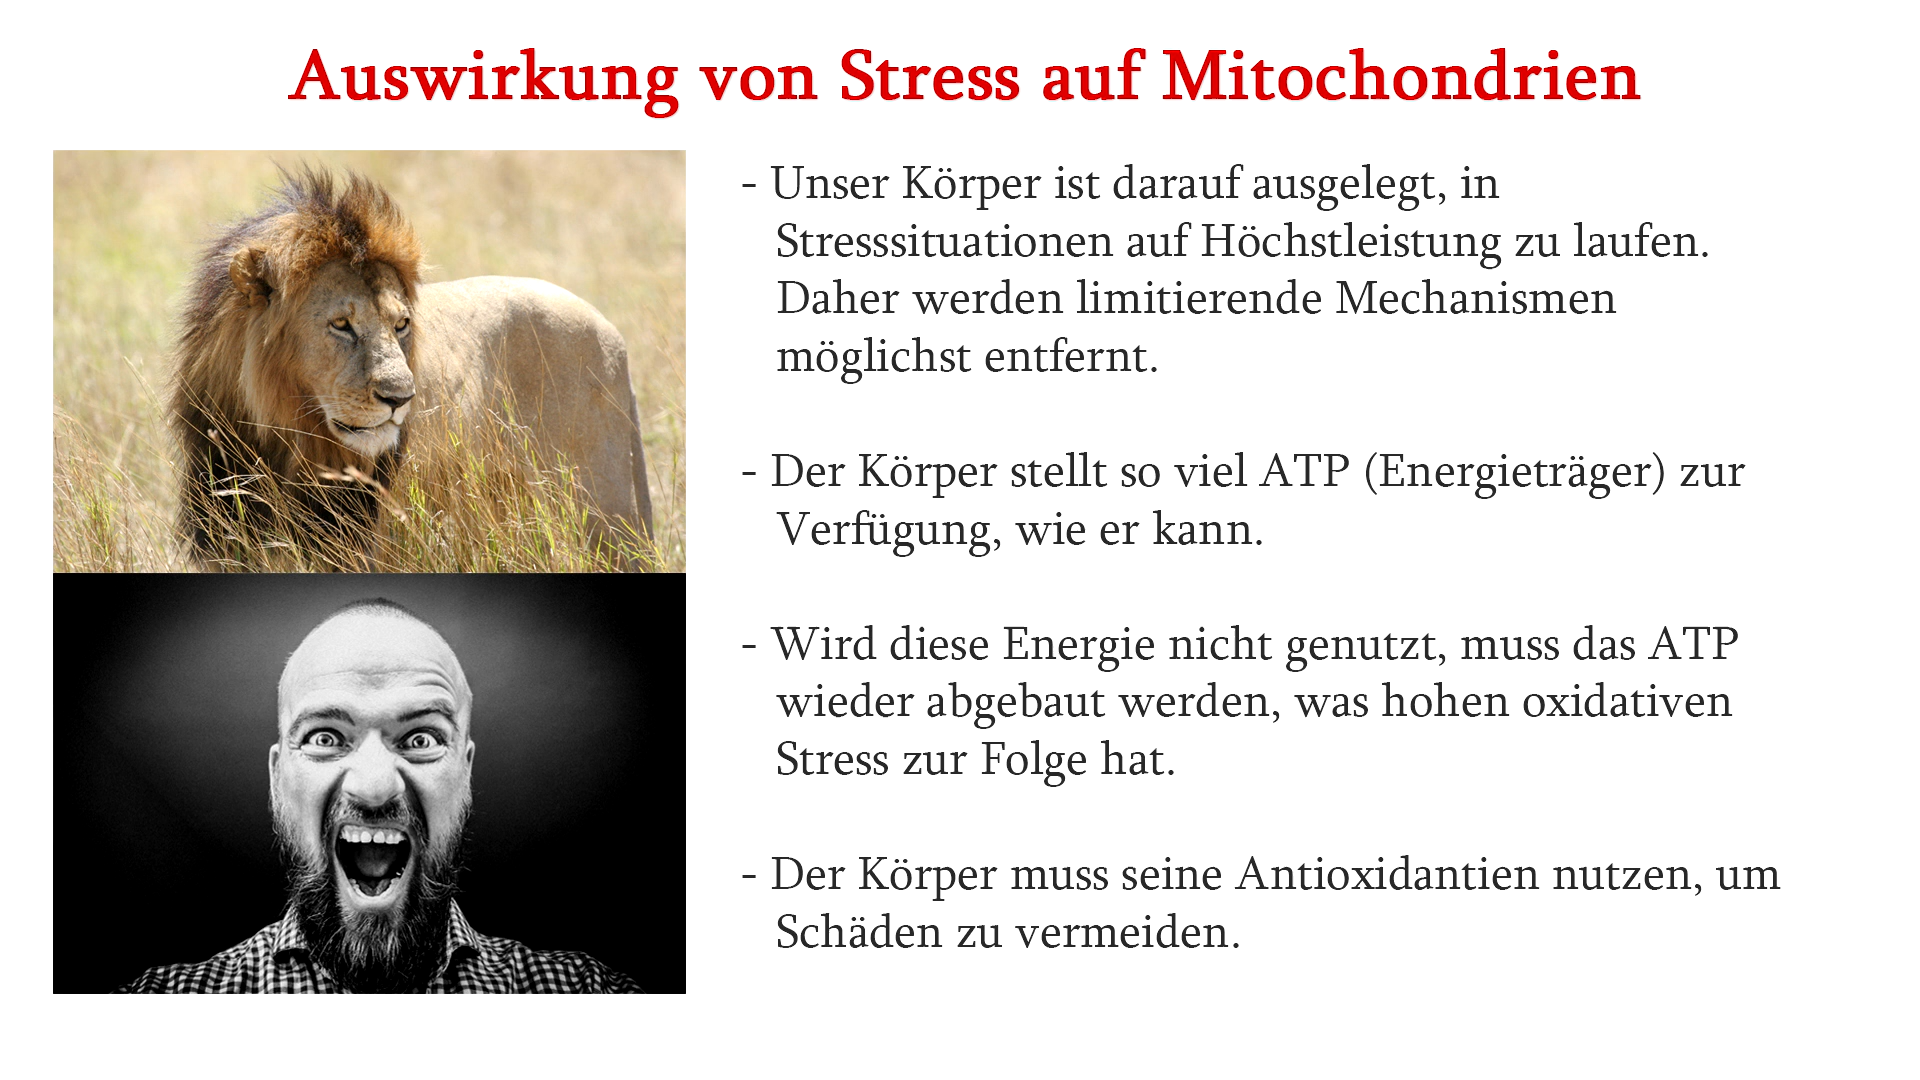 Auswirkung von Stress auf Mitochondrien
- Unser Körper ist darauf ausgelegt, in
Stresssituationen auf Höchstleistung zu laufen.
Daher werden limitierende Mechanismen
möglichst entfernt.
- Der Körper stellt so viel ATP (Energieträger) zur
Verfügung, wie er kann.
- Wird diese Energie nicht genutzt, muss das ATP
wieder abgebaut werden, was hohen oxidativen
Stress zur Folge hat.
- Der Körper muss seine Antioxidantien nutzen, um
Schäden zu vermeiden.